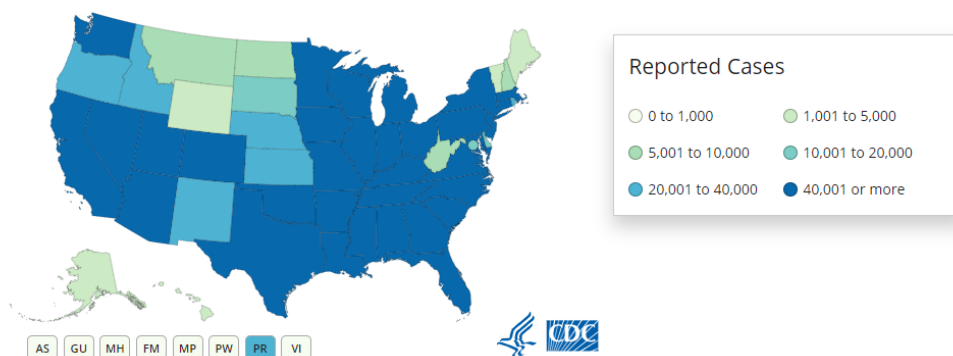 Reported Cases
0 to 1,000
1,001 to 5,000
5,001 to 10,000
10,001 to 20,000
20,001 to 40,000
40,001 or more
AS GU MH FM MP PW PR VI
CDC